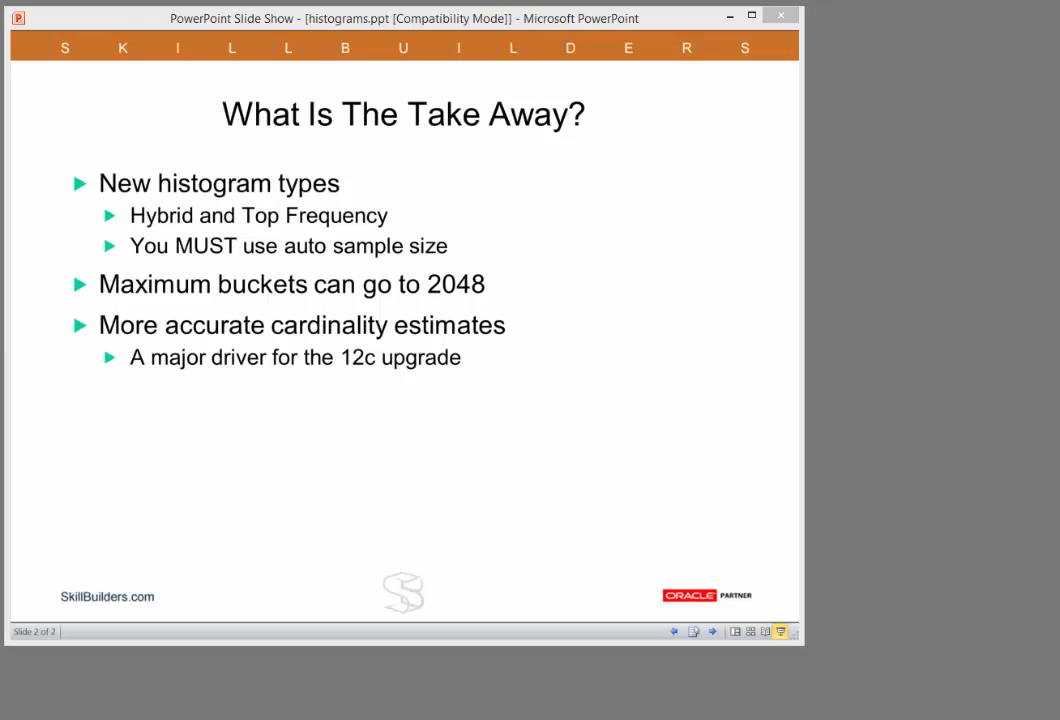 PowerPoint Slide Show - [histograms.ppt [Compatibility Mode]] - Microsoft PowerPoint
S K I L L B U I L D E R S
What Is The Take Away?
New histogram types
Hybrid and Top Frequency
You MUST use auto sample size
Maximum buckets can go to 2048
More accurate cardinality estimates
A major driver for the 12c upgrade
SkillBuilders.com
ORACLE PARTNER
Slide 2 of 2